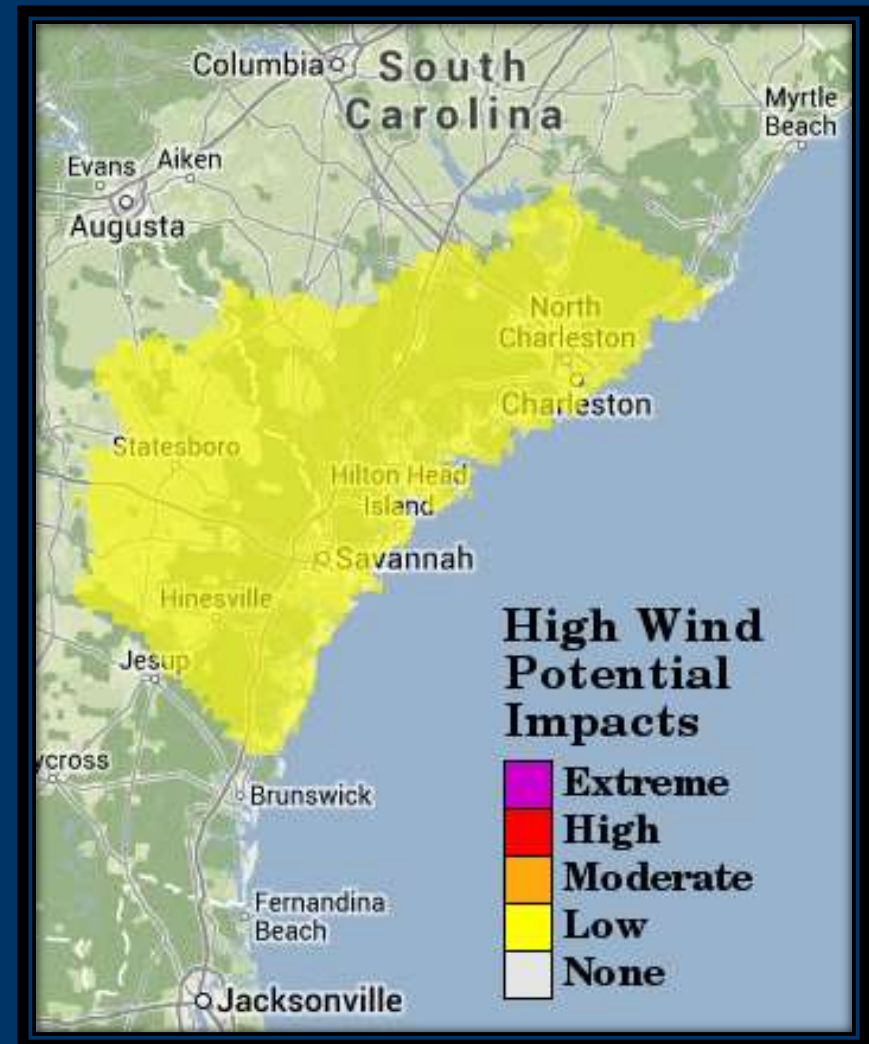 Columbia
South
Carolina
Myrtle
Beach
Evans
Aiken
Augusta
North
Charleston
Charleston
Statesboro
Hilton Head
Island
Savannah
Hinesville
Jesup
ycross
Brunswick
Fernandina
Beach
Jacksonville
High Wind
Potential
Impacts
Extreme
High
Moderate
Low
None